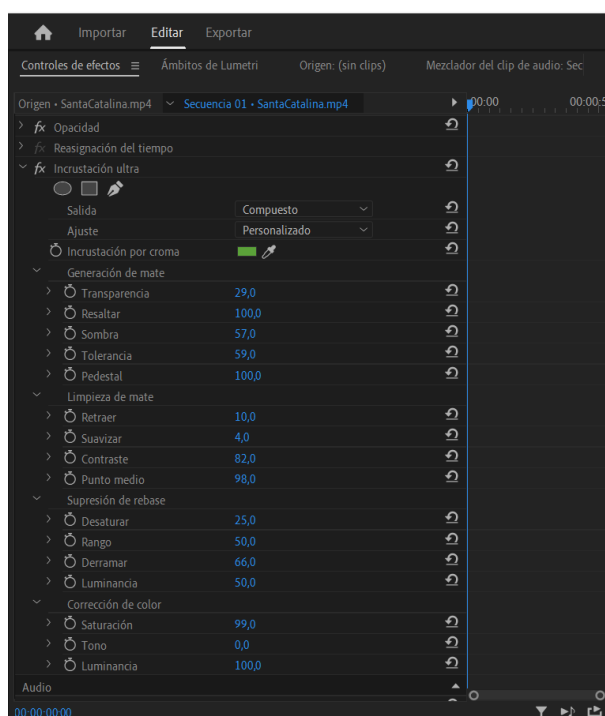 Importar Editar Exportar
Controles de efectos Ámbitos de Lumetri Origen: (sin clips) Mezclador del clip de audio: Sec
Origen • SantaCatalina.mp4 Secuencia 01 • SantaCatalina.mp4 00:00 00:00:5
fx Opacidad
fx Reasignación del tiempo
fx Incrustación ultra
Salida Compuesto
Ajuste Personalizado
Incrustación por croma
Generación de mate
Transparencia 29,0
Resaltar 100,0
Sombra 57,0
Tolerancia 59,0
Pedestal 100,0
Limpieza de mate
Retraer 10,0
Suavizar 4,0
Contraste 82,0
Punto medio 98,0
Supresión de rebase
Desaturar 25,0
Rango 50,0
Derramar 66,0
Luminancia 50,0
Corrección de color
Saturación 99,0
Tono 0,0
Luminancia 100,0
Audio
00:00:00:00